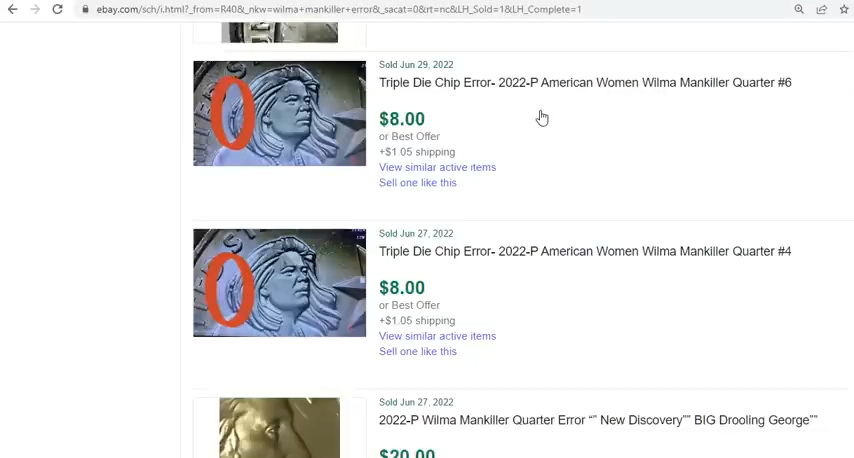 ebay.com/sch/i.html?_from=R40&_nkw=wilma+mankiller+error&_sacat=0&rt=nc&LH_Sold=1&LH_Complete=1
Sold Jun 29, 2022
Triple Die Chip Error- 2022-P American Women Wilma Mankiller Quarter #6
$8.00
or Best Offer
+$1.05 shipping
View similar active items
Sell one like this
Sold Jun 27, 2022
Triple Die Chip Error- 2022-P American Women Wilma Mankiller Quarter #4
$8.00
or Best Offer
+$1.05 shipping
View similar active items
Sell one like this
Sold Jun 27, 2022
2022-P Wilma Mankiller Quarter Error “” New Discovery”” BIG Drooling George””
$20.00